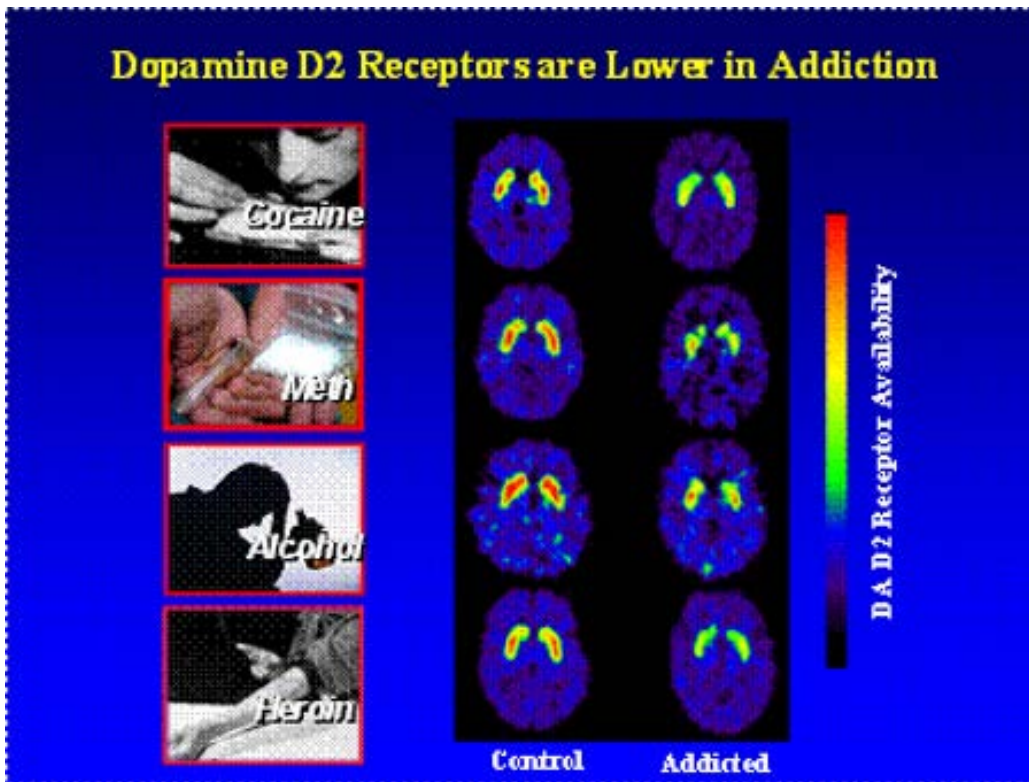 Dopamine D2 Receptors are Lower in Addiction
Cocaine
Meth
Alcohol
Heroin
DA D2 Receptor Availability
Control Addicted